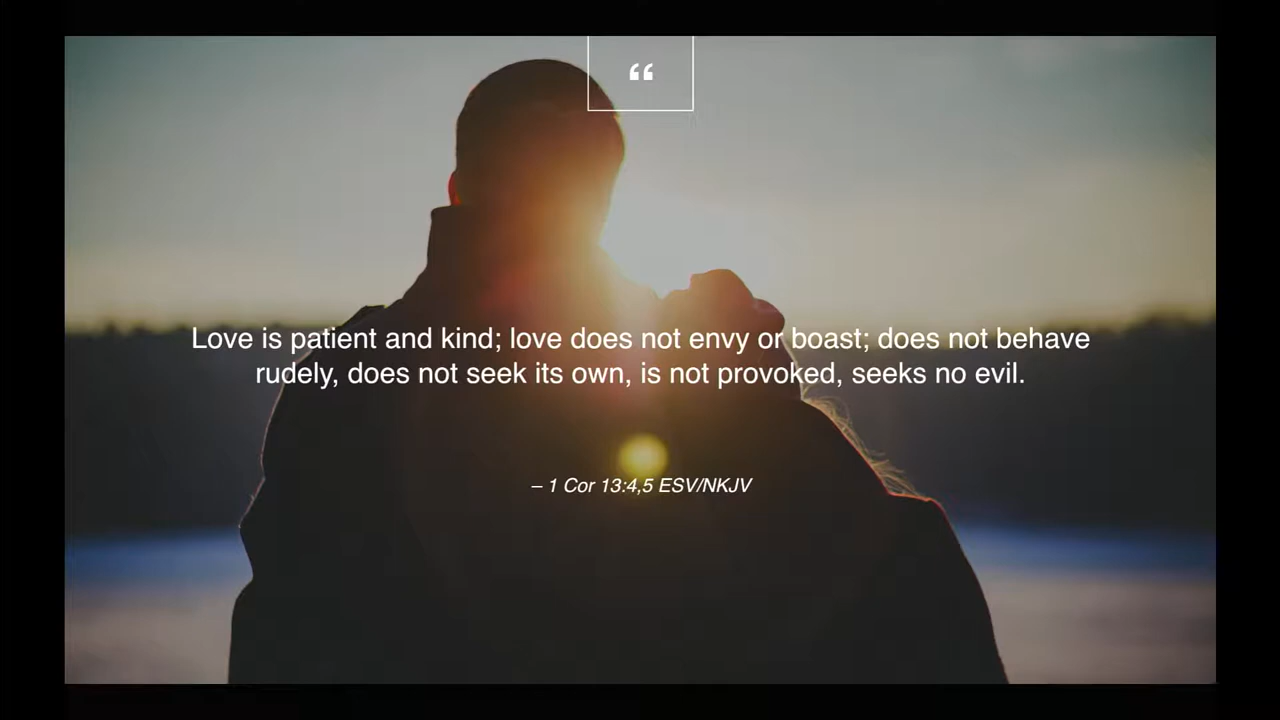 “
Love is patient and kind; love does not envy or boast; does not behave
rudely, does not seek its own, is not provoked, seeks no evil.
– 1 Cor 13:4,5 ESV/NKJV